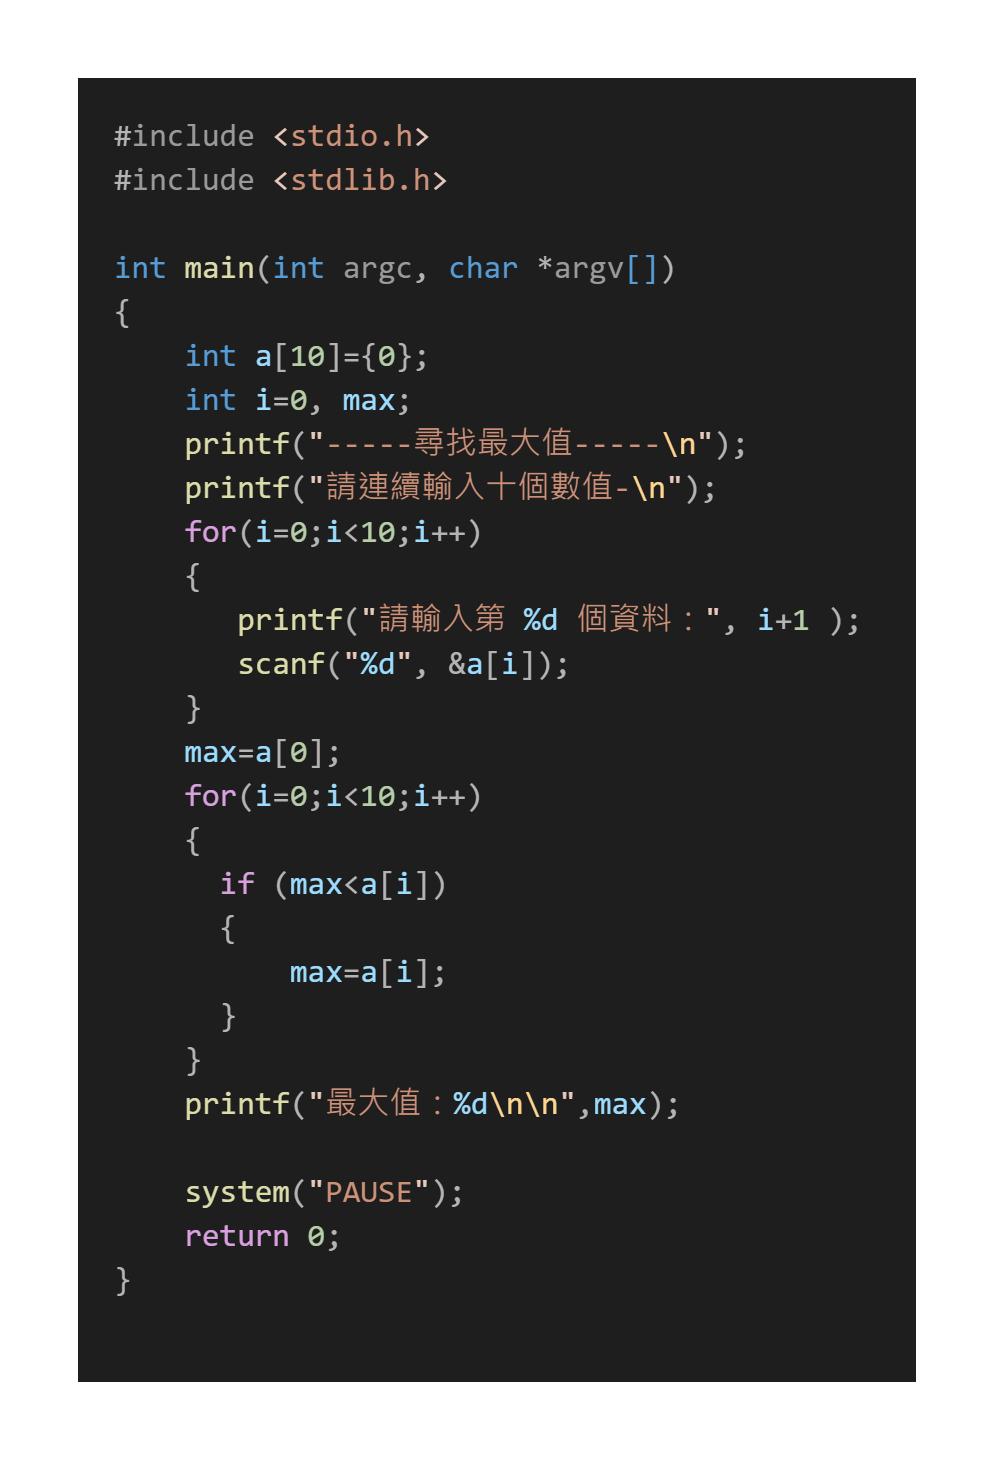 #include <stdio.h>
#include <stdlib.h>

int main(int argc, char *argv[])
{
    int a[10]={0};
    int i=0, max;
    printf("-----尋找最大值-----\n");
    printf("請連續輸入十個數值-\n");
    for(i=0;i<10;i++)
    {
       printf("請輸入第 %d 個資料：", i+1 );
       scanf("%d", &a[i]);
    }
    max=a[0];
    for(i=0;i<10;i++)
    {
      if (max<a[i])
      {
          max=a[i];
      }
    }
    printf("最大值：%d\n\n",max);

    system("PAUSE");
    return 0;
}